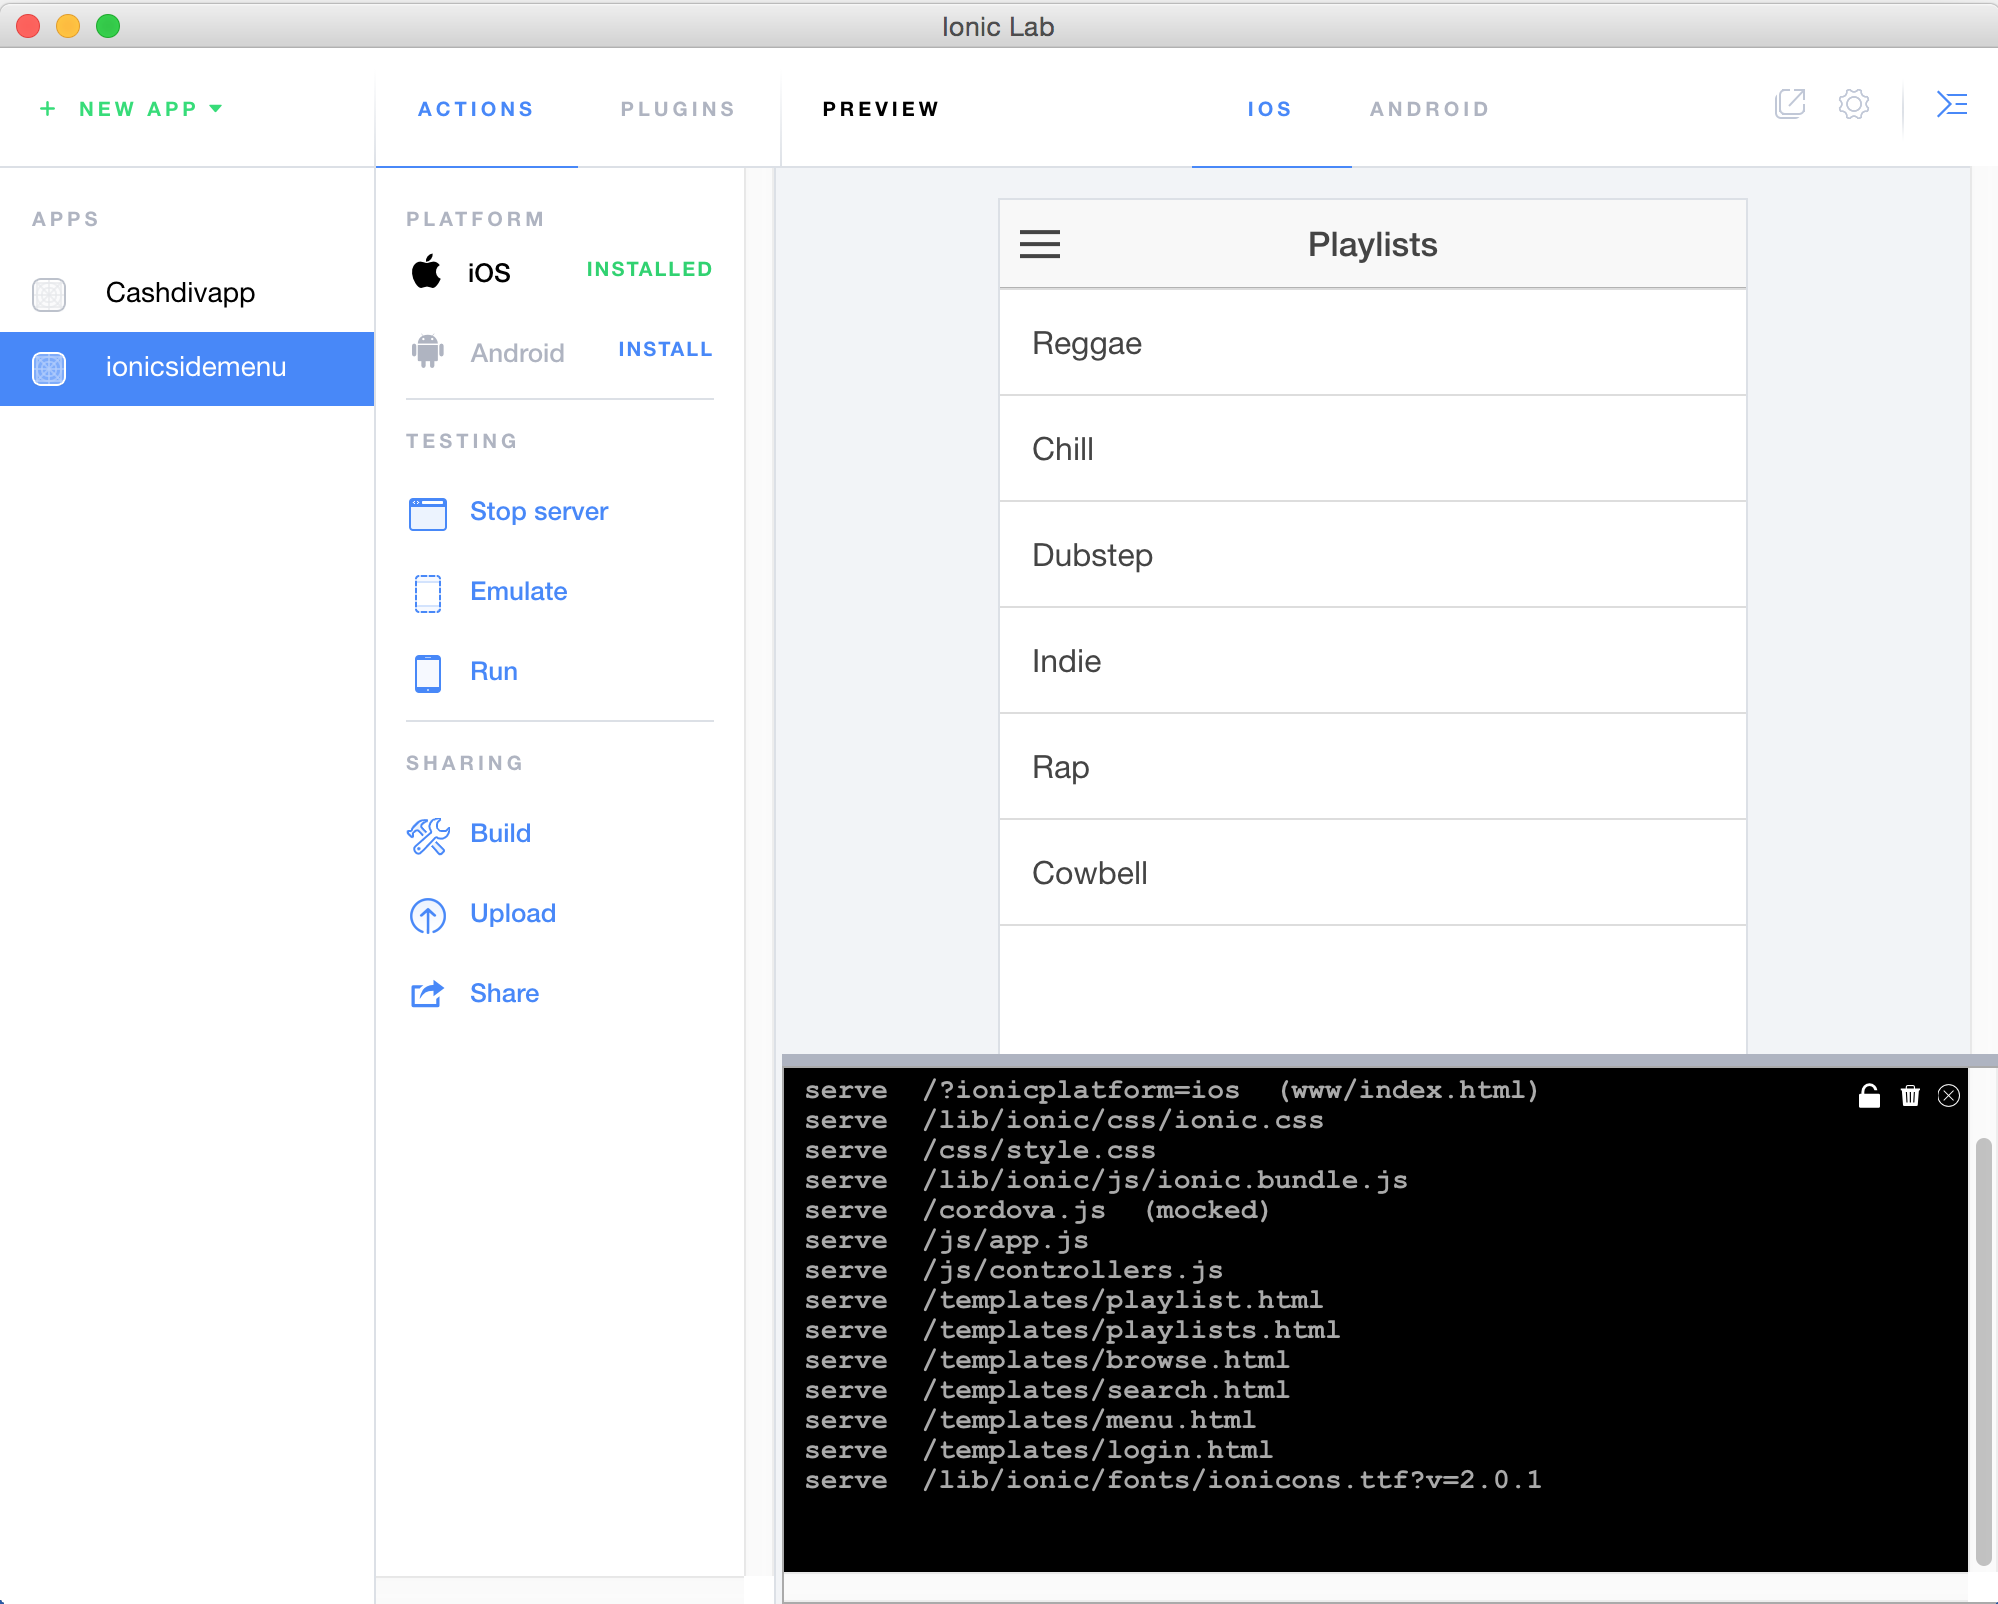 Ionic Lab
+ NEW APP
ACTIONS
PLUGINS
PREVIEW
IOS
ANDROID
APPS
Cashdivapp
ionicsidemenu
PLATFORM
iOS INSTALLED
Android INSTALL
TESTING
Stop server
Emulate
Run
SHARING
Build
Upload
Share
Playlists
Reggae
Chill
Dubstep
Indie
Rap
Cowbell
serve /?ionicplatform=ios (www/index.html)
serve /lib/ionic/css/ionic.css
serve /css/style.css
serve /lib/ionic/js/ionic.bundle.js
serve /cordova.js (mocked)
serve /js/app.js
serve /js/controllers.js
serve /templates/playlist.html
serve /templates/playlists.html
serve /templates/browse.html
serve /templates/search.html
serve /templates/menu.html
serve /templates/login.html
serve /lib/ionic/fonts/ionicons.ttf?v=2.0.1